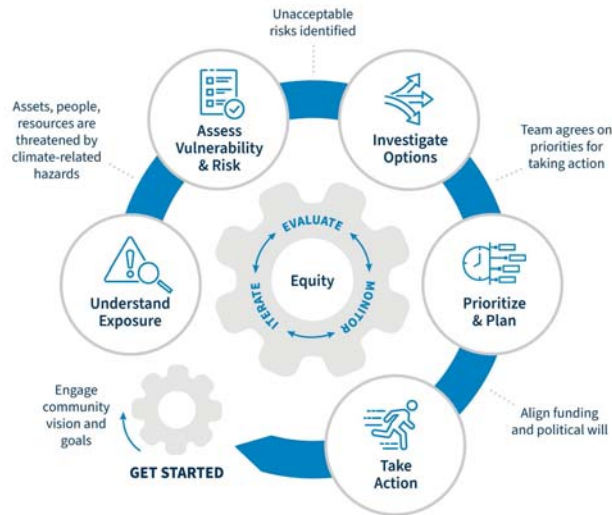 Unacceptable
risks identified
Assess
Vulnerability
& Risk
Investigate
Options
Assets, people,
resources are
threatened by
climate-related
hazards
Team agrees on
priorities for
taking action
EVALUATE
MONITOR
ITERATE
Equity
Understand
Exposure
Prioritize
& Plan
Engage
community
vision and
goals
GET STARTED
Take
Action
Align funding
and political will